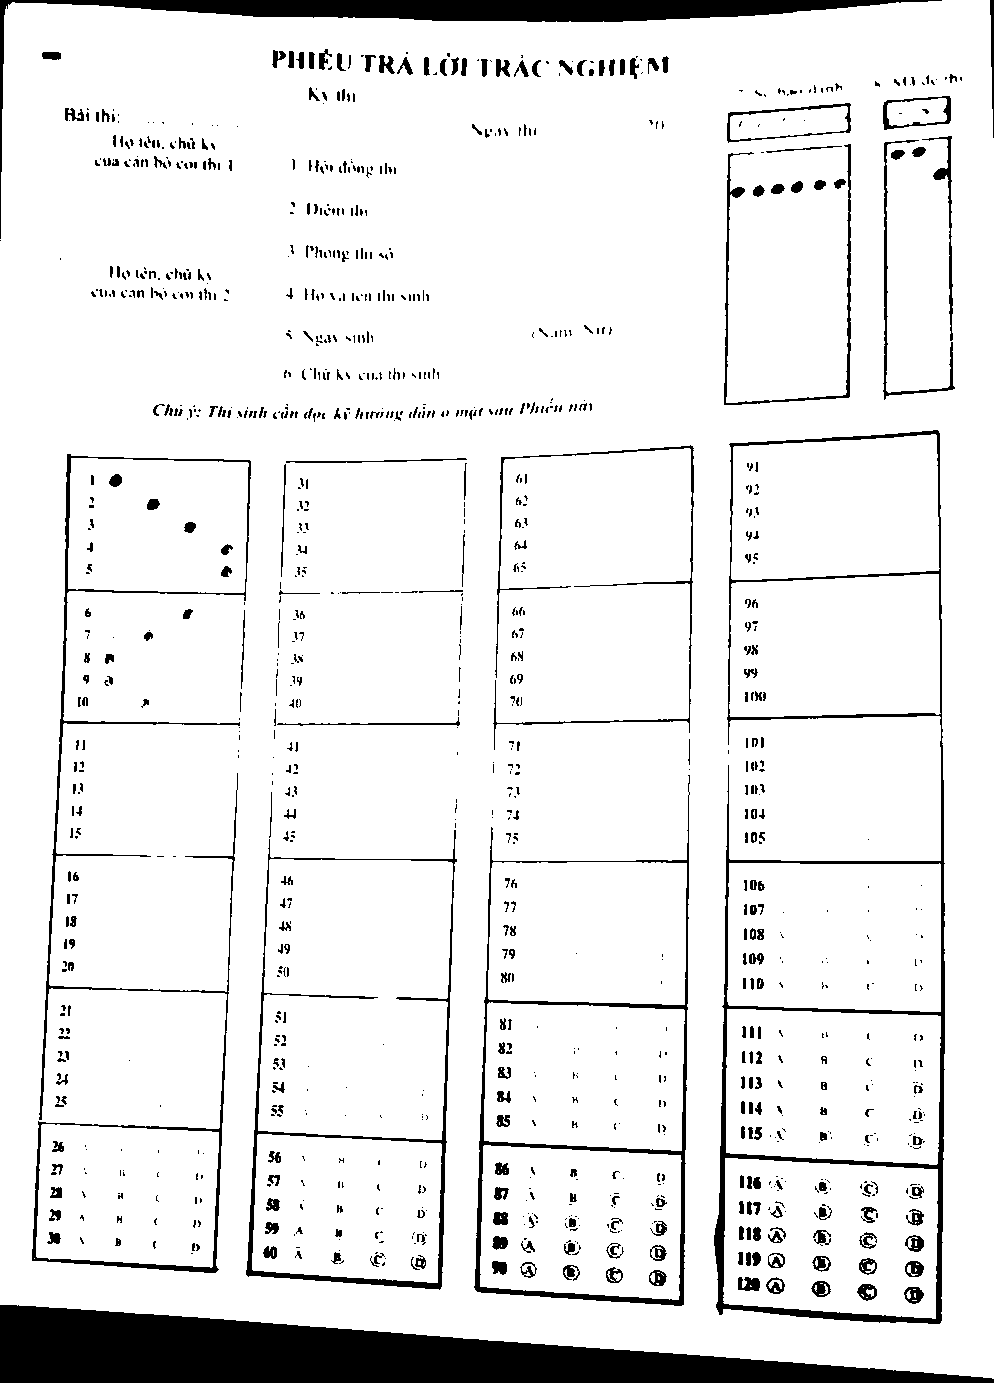 PHIẾU TRẢ LỜI TRẮC NGHIỆM
Kỳ thi
Bài thi:
Ngày thi 20
Họ tên, chữ ký
của cán bộ coi thi 1
1. Hội đồng thi
2. Điểm thi
3. Phòng thi số
Họ tên, chữ ký
của cán bộ coi thi 2
4. Họ và tên thí sinh
5. Ngày sinh (Nam/Nữ)
6. Chữ ký của thí sinh
7. Số báo danh
8. Mã đề thi
Chú ý: Thí sinh cần đọc kỹ hướng dẫn ở mặt sau Phiếu này
1
2
3
4
5
6
7
8
9
10
11
12
13
14
15
16
17
18
19
20
21
22
23
24
25
26
27 A B C D
28 A B C D
29 A B C D
30 A B C D
31
32
33
34
35
36
37
38
39
40
41
42
43
44
45
46
47
48
49
50
51
52
53
54
55 D
56 A B C D
57 A B C D
58 A B C D
59 A B C D
60 A B C D
61
62
63
64
65
66
67
68
69
70
71
72
73
74
75
76
77
78
79
80
81
82 B C D
83 B C D
84 A B C D
85 A B C D
86 A B C D
87 A B C D
88 A B C D
89 A B C D
90 A B C D
91
92
93
94
95
96
97
98
99
100
101
102
103
104
105
106
107
108
109 B C D
110 A B C D
111 A B C D
112 A B C D
113 A B C D
114 A B C D
115 A B C D
116 A B C D
117 A B C D
118 A B C D
119 A B C D
120 A B C D